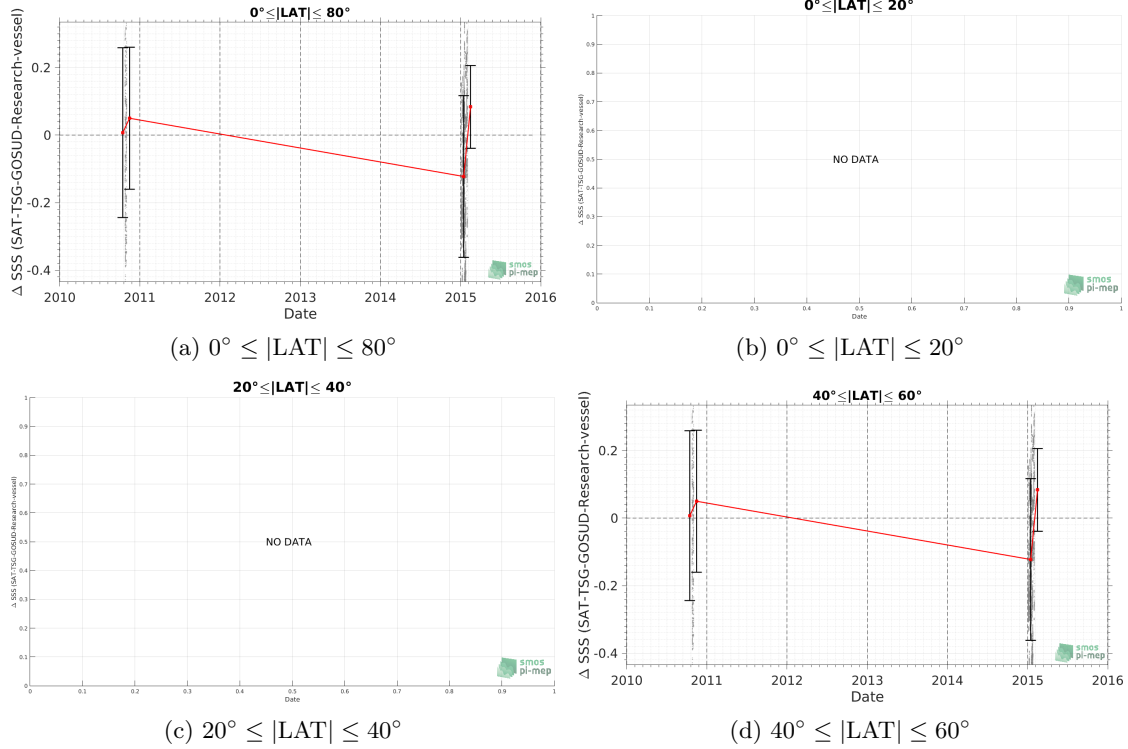 0°≤|LAT|≤ 80°
Δ SSS (SAT-TSG-GOSUD-Research-vessel)
0.2
0
-0.2
-0.4
2010 2011 2012 2013 2014 2015 2016
Date
smos
pi-mep
(a) 0° ≤ |LAT| ≤ 80°
0°≤|LAT|≤ 20°
Δ SSS (SAT-TSG-GOSUD-Research-vessel)
1
0.9
0.8
0.7
0.6
0.5
0.4
0.3
0.2
0.1
0
NO DATA
0 0.1 0.2 0.3 0.4 0.5 0.6 0.7 0.8 0.9 1
Date
smos
pi-mep
(b) 0° ≤ |LAT| ≤ 20°
20°≤|LAT|≤ 40°
Δ SSS (SAT-TSG-GOSUD-Research-vessel)
1
0.9
0.8
0.7
0.6
0.5
0.4
0.3
0.2
0.1
0
NO DATA
0 0.1 0.2 0.3 0.4 0.5 0.6 0.7 0.8 0.9 1
Date
smos
pi-mep
(c) 20° ≤ |LAT| ≤ 40°
40°≤|LAT|≤ 60°
Δ SSS (SAT-TSG-GOSUD-Research-vessel)
0.2
0
-0.2
-0.4
2010 2011 2012 2013 2014 2015 2016
Date
smos
pi-mep
(d) 40° ≤ |LAT| ≤ 60°